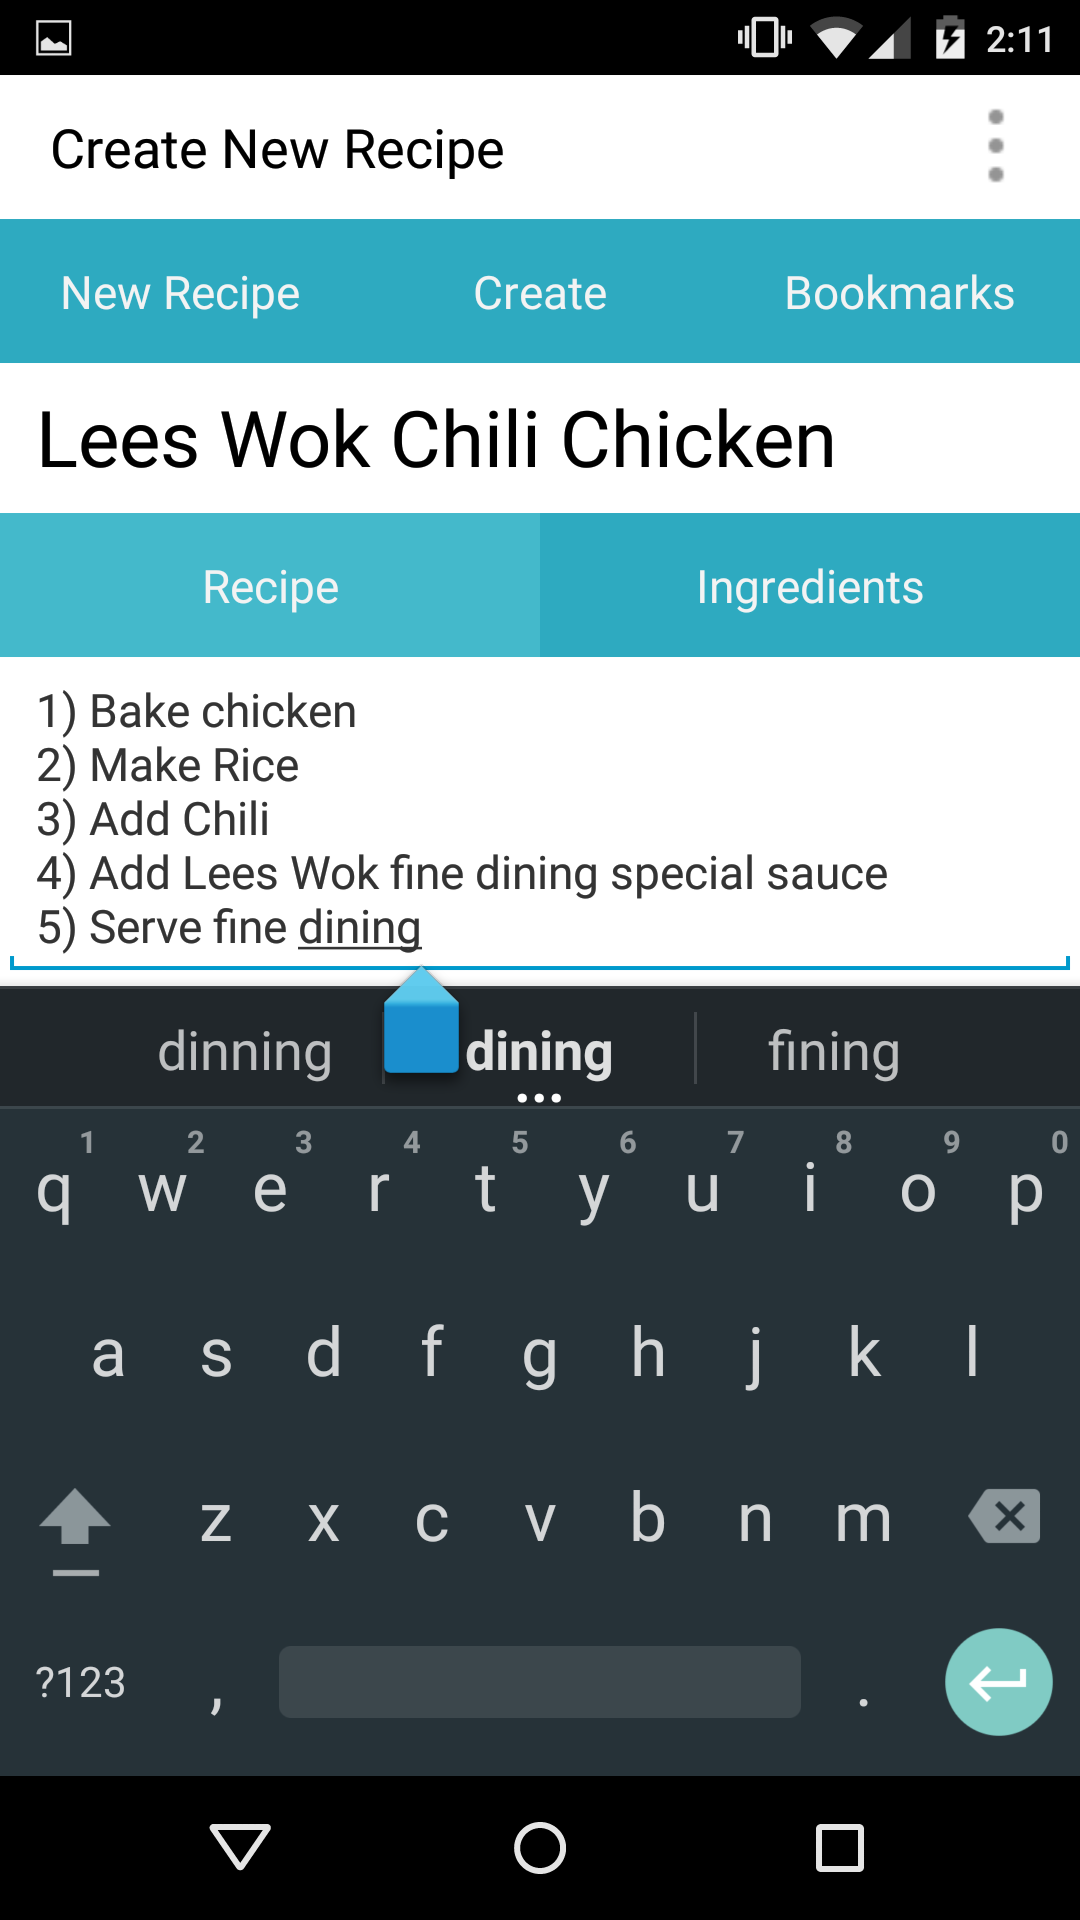 2:11
Create New Recipe
New Recipe Create Bookmarks
Lees Wok Chili Chicken
Recipe Ingredients
1) Bake chicken
2) Make Rice
3) Add Chili
4) Add Lees Wok fine dining special sauce
5) Serve fine dining
dinning dining fining
1 2 3 4 5 6 7 8 9 0
q w e r t y u i o p
a s d f g h j k l
z x c v b n m
?123 , .